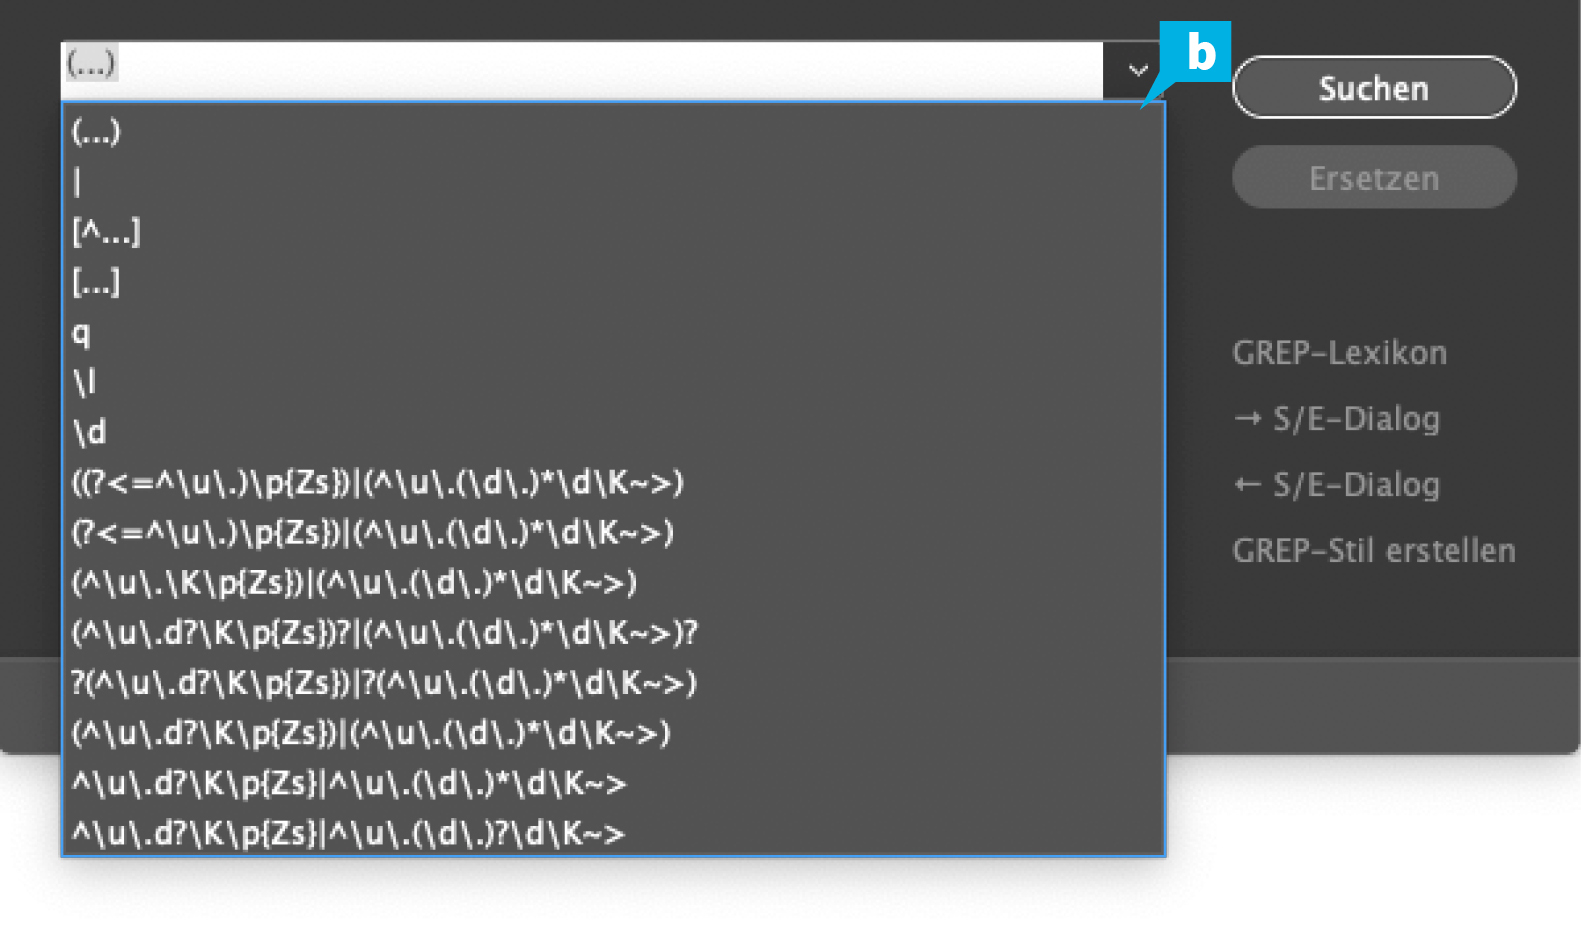 (...)
b
Suchen
Ersetzen
(...)
|
[^...]
[...]
q
\l
\d
((?<=^\u\.)\p{Zs})|(^\u\.(\d\.)*\d\K~>)
(?<=^\u\.)\p{Zs})|(^\u\.(\d\.)*\d\K~>)
(^\u\.\K\p{Zs})|(^\u\.(\d\.)*\d\K~>)
(^\u\.d?\K\p{Zs})?|(^\u\.(\d\.)*\d\K~>)?
?(^\u\.d?\K\p{Zs})|?(^\u\.(\d\.)*\d\K~>)
(^\u\.d?\K\p{Zs})|(^\u\.(\d\.)*\d\K~>)
^\u\.d?\K\p{Zs}|^\u\.(\d\.)*\d\K~>
^\u\.d?\K\p{Zs}|^\u\.(\d\.)?\d\K~>
GREP-Lexikon
→ S/E-Dialog
← S/E-Dialog
GREP-Stil erstellen